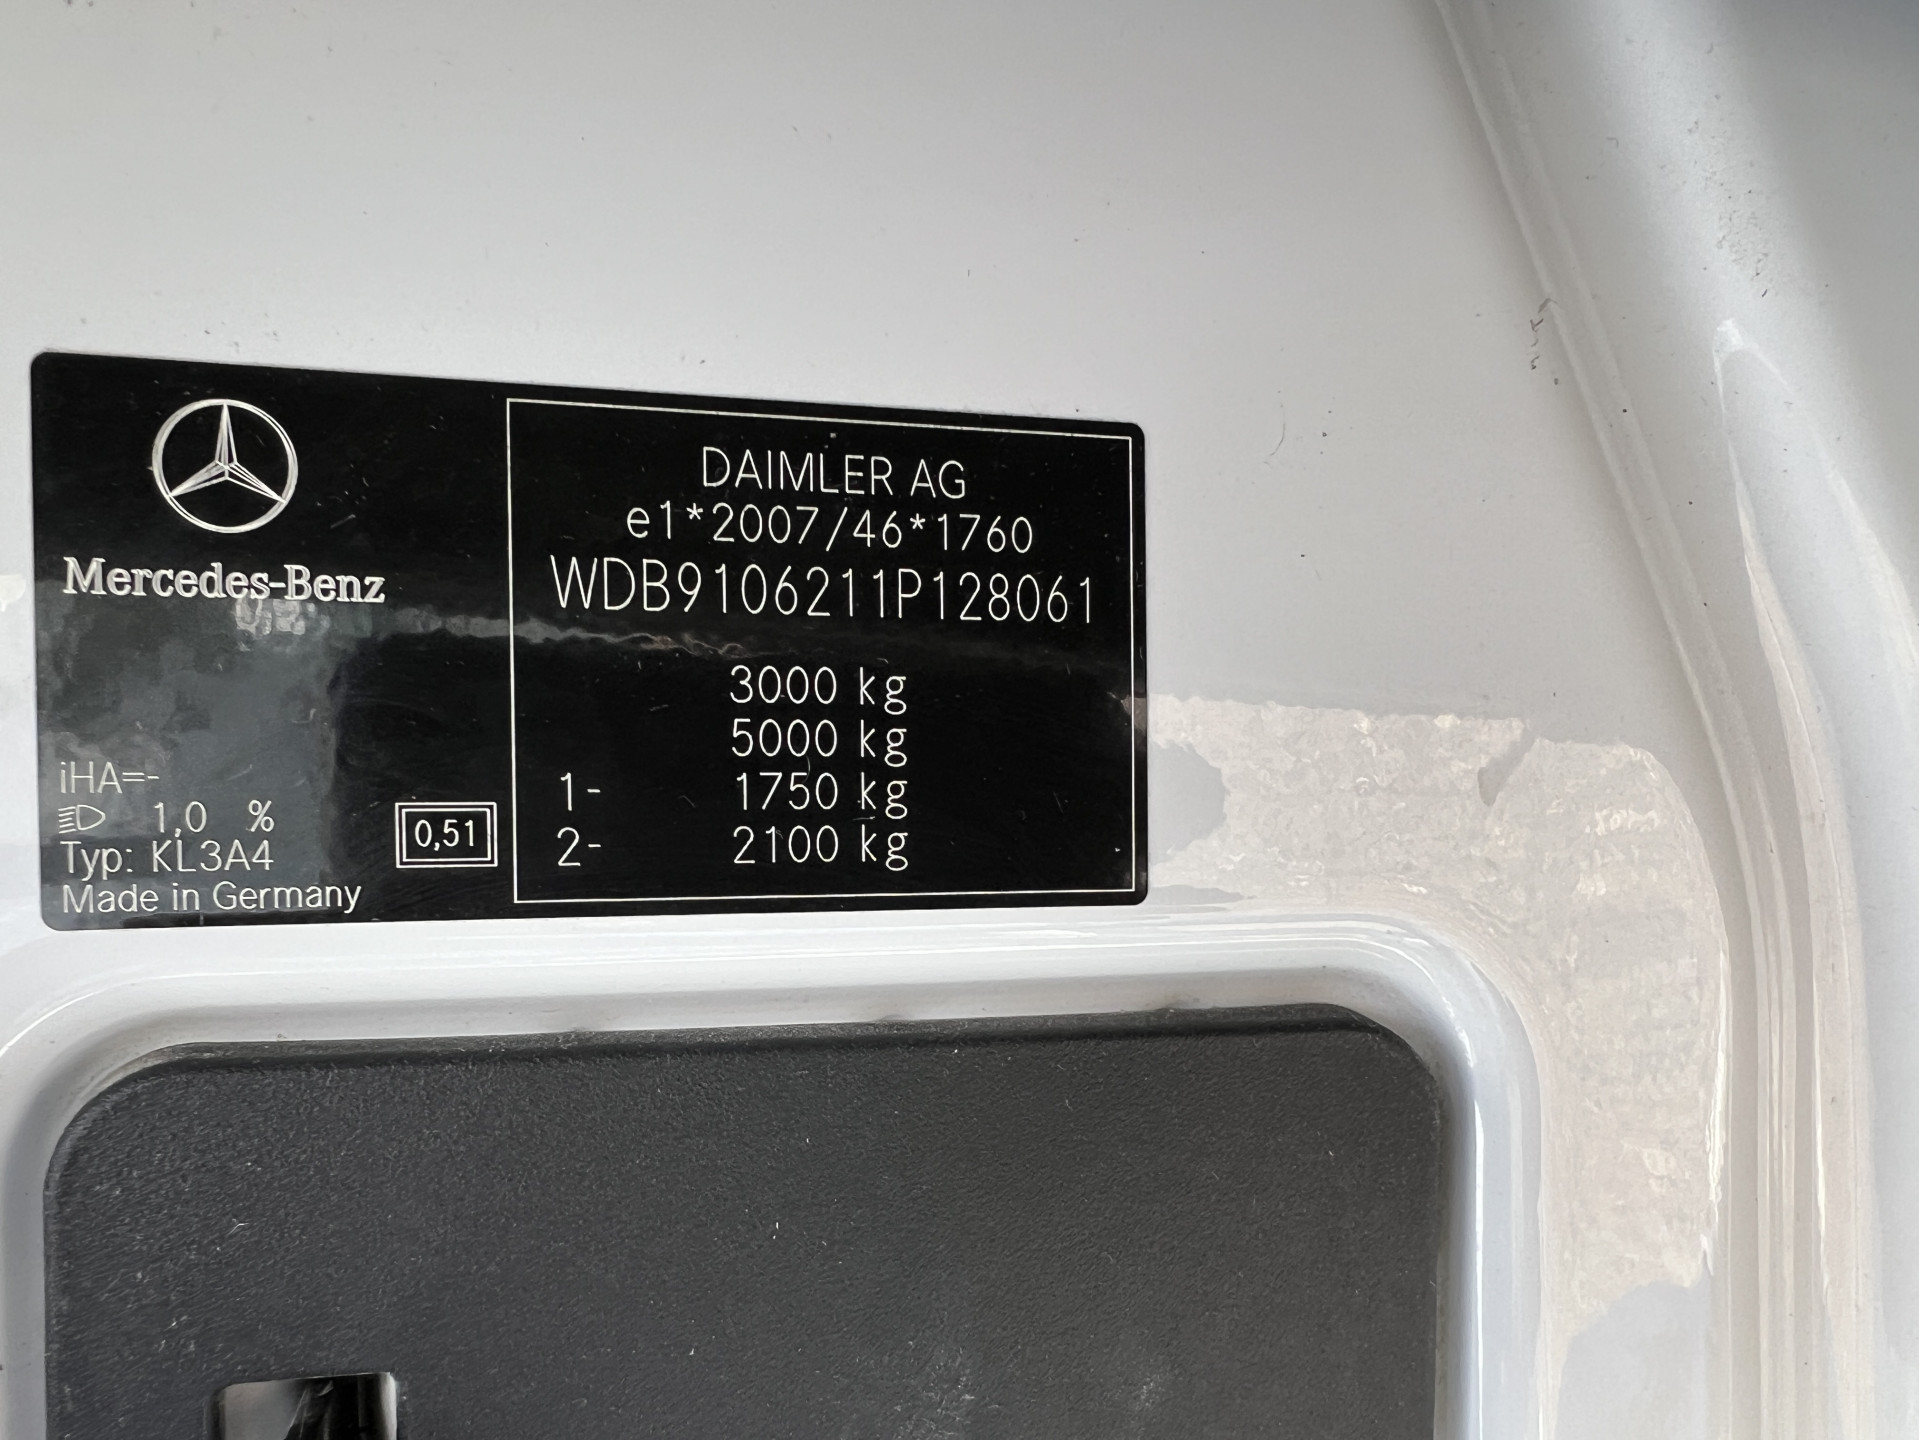 Mercedes-Benz
iHA=-
1,0 %
Typ: KL3A4
Made in Germany
0,51
DAIMLER AG
e1*2007/46*1760
WDB9106211P128061
3000 kg
5000 kg
1- 1750 kg
2- 2100 kg